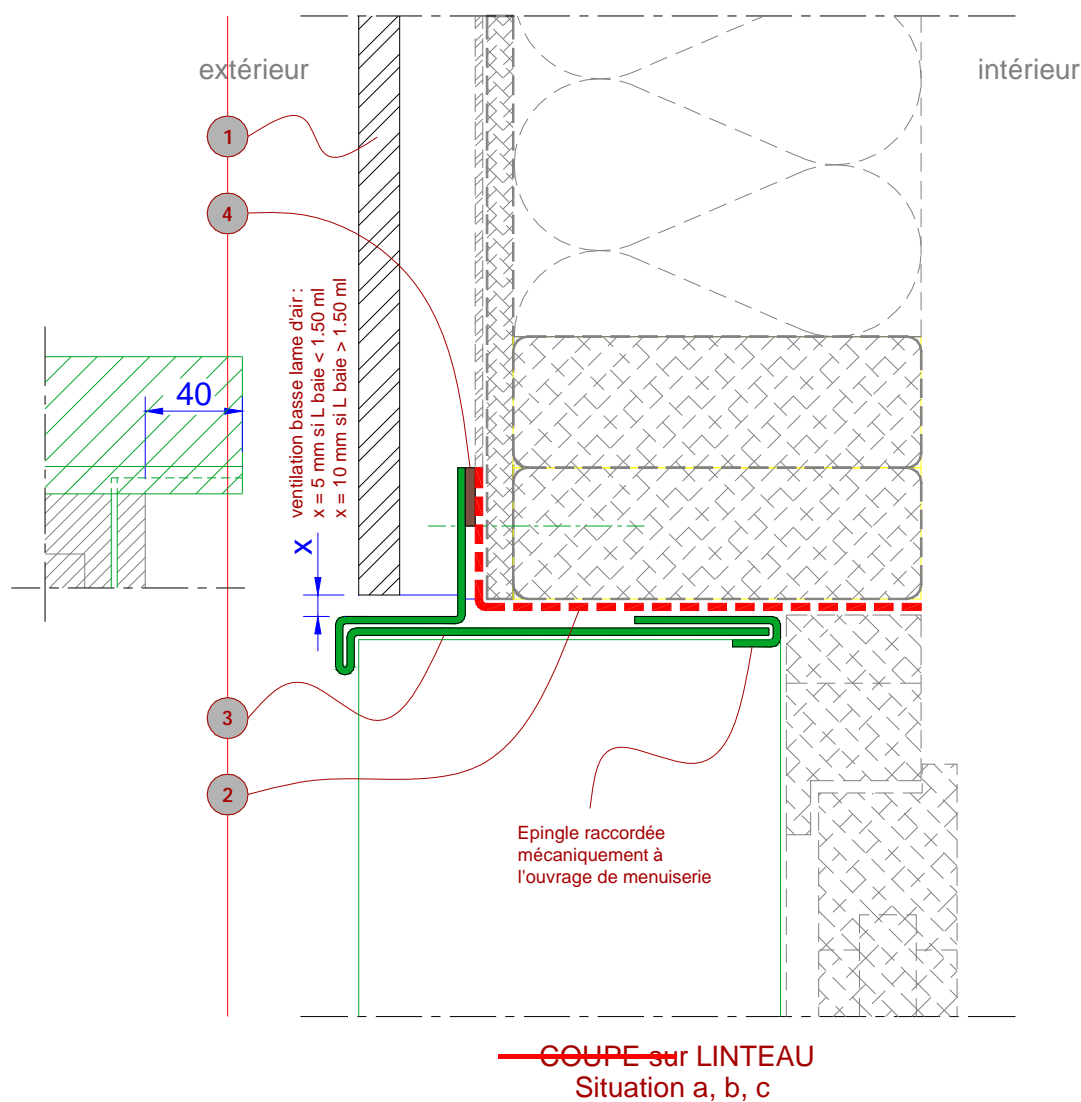 extérieur
intérieur
1
4
ventilation basse lame d'air :
x = 5 mm si L baie < 1.50 ml
x = 10 mm si L baie > 1.50 ml
40
X
3
2
Epingle raccordée
mécaniquement à
l'ouvrage de menuiserie
COUPE sur LINTEAU
Situation a, b, c